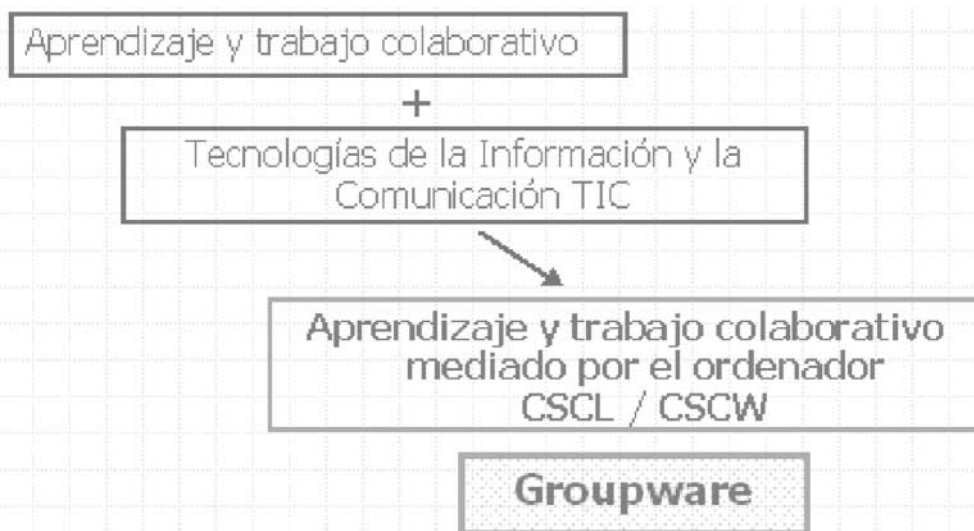 Aprendizaje y trabajo colaborativo
+
Tecnologías de la Información y la
Comunicación TIC
Aprendizaje y trabajo colaborativo
mediado por el ordenador
CSCL / CSCW
Groupware